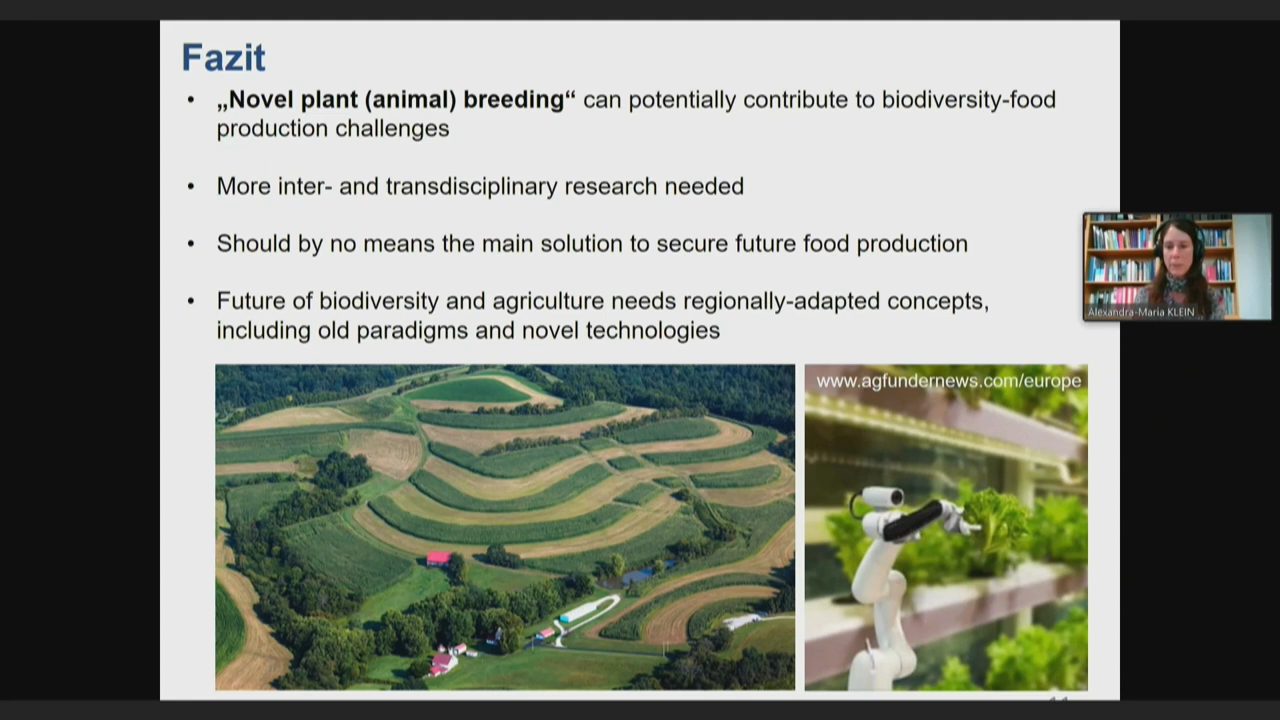 Fazit
• „Novel plant (animal) breeding“ can potentially contribute to biodiversity-food
production challenges
• More inter- and transdisciplinary research needed
• Should by no means the main solution to secure future food production
• Future of biodiversity and agriculture needs regionally-adapted concepts,
including old paradigms and novel technologies
www.agfundernews.com/europe
Alexandra-Maria KLEIN